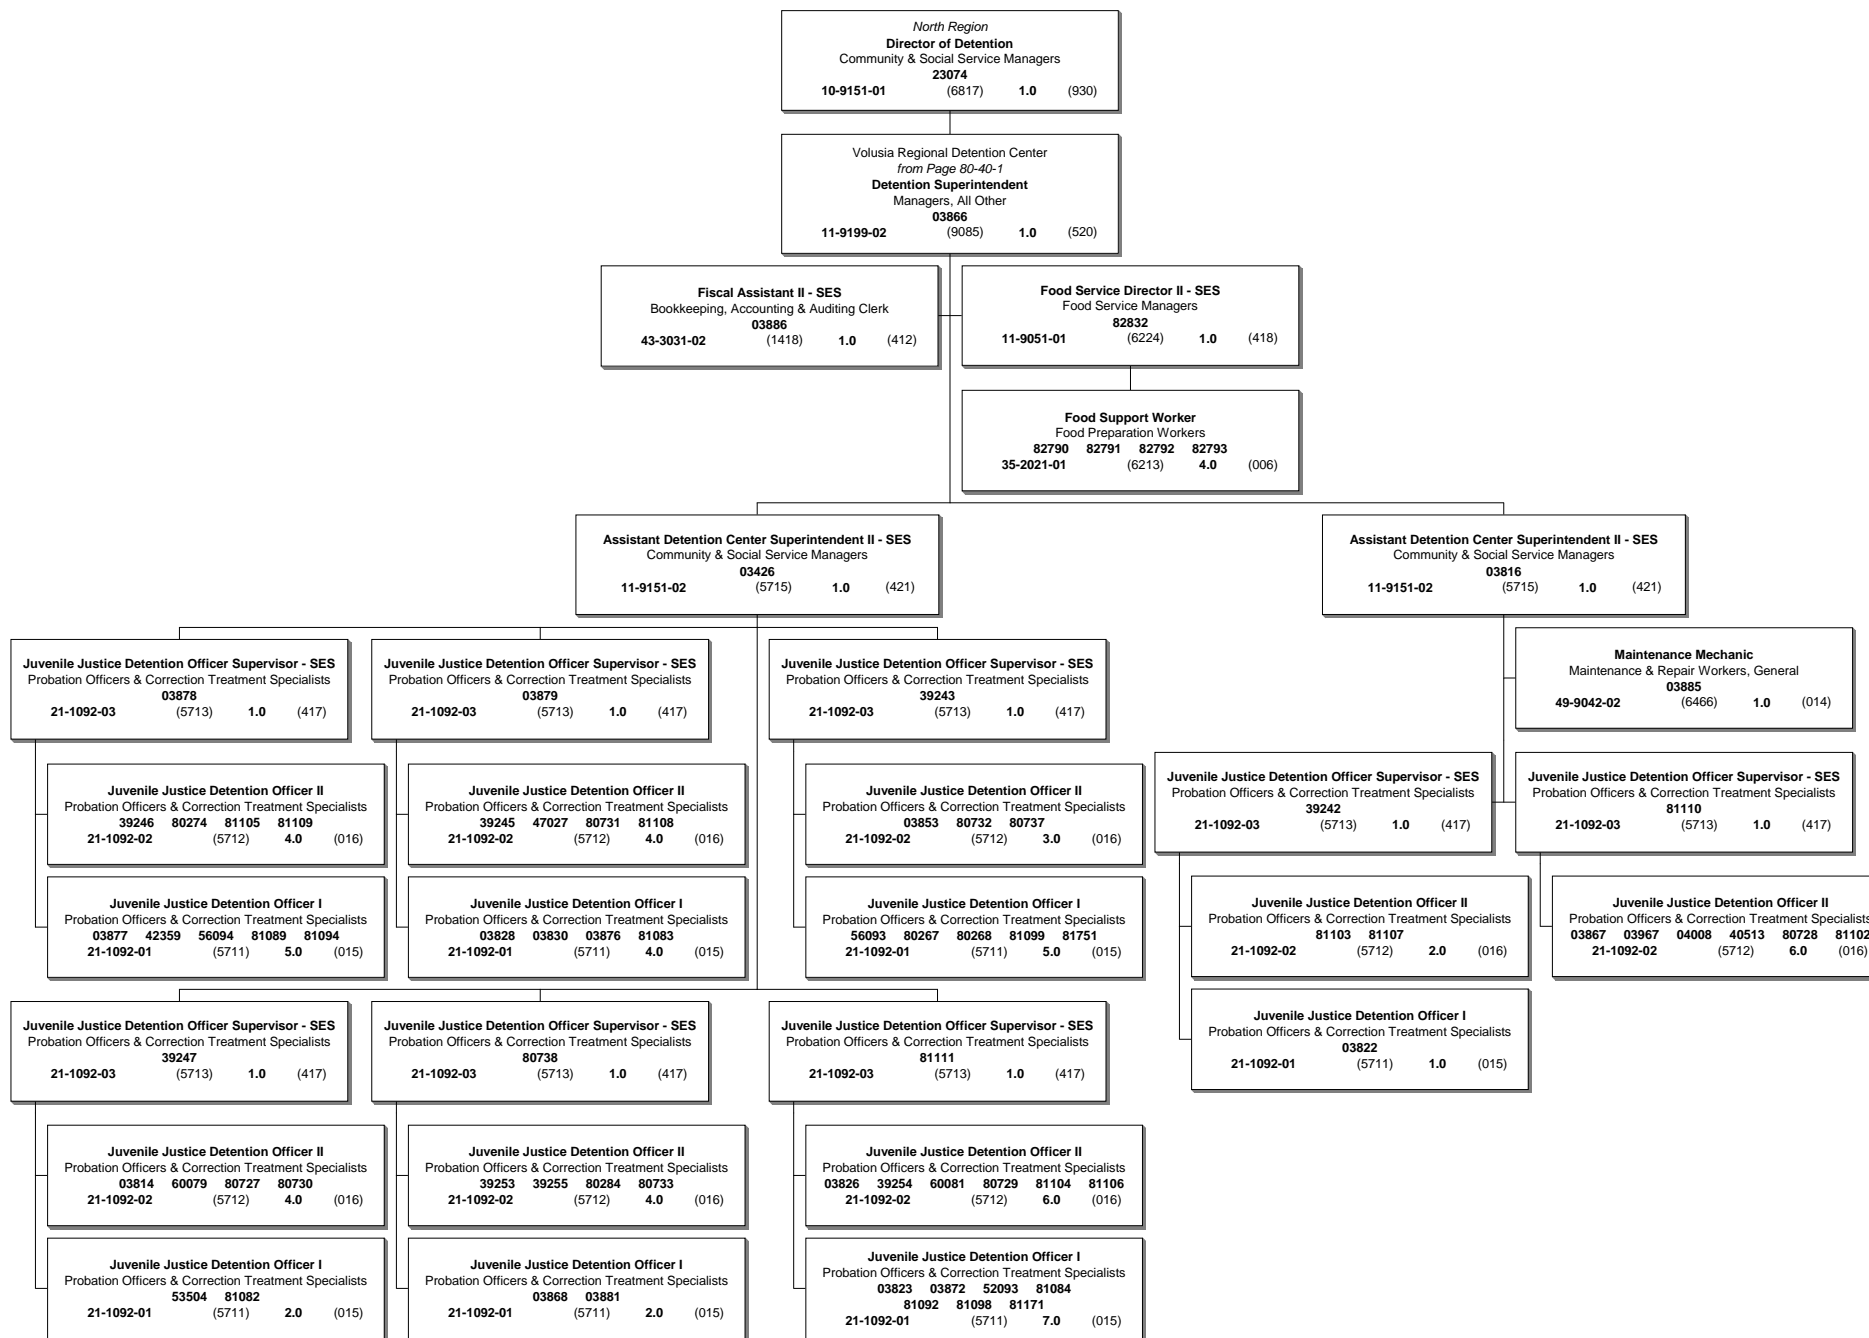 North Region
Director of Detention
Community & Social Service Managers
23074
10-9151-01 (6817) 1.0 (930)
Volusia Regional Detention Center
from Page 80-40-1
Detention Superintendent
Managers, All Other
03866
11-9199-02 (9085) 1.0 (520)
Fiscal Assistant II - SES
Bookkeeping, Accounting & Auditing Clerk
03886
43-3031-02 (1418) 1.0 (412)
Food Service Director II - SES
Food Service Managers
82832
11-9051-01 (6224) 1.0 (418)
Food Support Worker
Food Preparation Workers
82790 82791 82792 82793
35-2021-01 (6213) 4.0 (006)
Assistant Detention Center Superintendent II - SES
Community & Social Service Managers
03426
11-9151-02 (5715) 1.0 (421)
Assistant Detention Center Superintendent II - SES
Community & Social Service Managers
03816
11-9151-02 (5715) 1.0 (421)
Juvenile Justice Detention Officer Supervisor - SES
Probation Officers & Correction Treatment Specialists
03878
21-1092-03 (5713) 1.0 (417)
Juvenile Justice Detention Officer Supervisor - SES
Probation Officers & Correction Treatment Specialists
03879
21-1092-03 (5713) 1.0 (417)
Juvenile Justice Detention Officer Supervisor - SES
Probation Officers & Correction Treatment Specialists
39243
21-1092-03 (5713) 1.0 (417)
Maintenance Mechanic
Maintenance & Repair Workers, General
03885
49-9042-02 (6466) 1.0 (014)
Juvenile Justice Detention Officer II
Probation Officers & Correction Treatment Specialists
39246 80274 81105 81109
21-1092-02 (5712) 4.0 (016)
Juvenile Justice Detention Officer II
Probation Officers & Correction Treatment Specialists
39245 47027 80731 81108
21-1092-02 (5712) 4.0 (016)
Juvenile Justice Detention Officer II
Probation Officers & Correction Treatment Specialists
03853 80732 80737
21-1092-02 (5712) 3.0 (016)
Juvenile Justice Detention Officer Supervisor - SES
Probation Officers & Correction Treatment Specialists
39242
21-1092-03 (5713) 1.0 (417)
Juvenile Justice Detention Officer Supervisor - SES
Probation Officers & Correction Treatment Specialists
81110
21-1092-03 (5713) 1.0 (417)
Juvenile Justice Detention Officer I
Probation Officers & Correction Treatment Specialists
03877 42359 56094 81089 81094
21-1092-01 (5711) 5.0 (015)
Juvenile Justice Detention Officer I
Probation Officers & Correction Treatment Specialists
03828 03830 03876 81083
21-1092-01 (5711) 4.0 (015)
Juvenile Justice Detention Officer I
Probation Officers & Correction Treatment Specialists
56093 80267 80268 81099 81751
21-1092-01 (5711) 5.0 (015)
Juvenile Justice Detention Officer II
Probation Officers & Correction Treatment Specialists
81103 81107
21-1092-02 (5712) 2.0 (016)
Juvenile Justice Detention Officer II
Probation Officers & Correction Treatment Specialists
03867 03967 04008 40513 80728 81102
21-1092-02 (5712) 6.0 (016)
Juvenile Justice Detention Officer Supervisor - SES
Probation Officers & Correction Treatment Specialists
39247
21-1092-03 (5713) 1.0 (417)
Juvenile Justice Detention Officer Supervisor - SES
Probation Officers & Correction Treatment Specialists
80738
21-1092-03 (5713) 1.0 (417)
Juvenile Justice Detention Officer Supervisor - SES
Probation Officers & Correction Treatment Specialists
81111
21-1092-03 (5713) 1.0 (417)
Juvenile Justice Detention Officer I
Probation Officers & Correction Treatment Specialists
03822
21-1092-01 (5711) 1.0 (015)
Juvenile Justice Detention Officer II
Probation Officers & Correction Treatment Specialists
03814 60079 80727 80730
21-1092-02 (5712) 4.0 (016)
Juvenile Justice Detention Officer II
Probation Officers & Correction Treatment Specialists
39253 39255 80284 80733
21-1092-02 (5712) 4.0 (016)
Juvenile Justice Detention Officer II
Probation Officers & Correction Treatment Specialists
03826 39254 60081 80729 81104 81106
21-1092-02 (5712) 6.0 (016)
Juvenile Justice Detention Officer I
Probation Officers & Correction Treatment Specialists
53504 81082
21-1092-01 (5711) 2.0 (015)
Juvenile Justice Detention Officer I
Probation Officers & Correction Treatment Specialists
03868 03881
21-1092-01 (5711) 2.0 (015)
Juvenile Justice Detention Officer I
Probation Officers & Correction Treatment Specialists
03823 03872 52093 81084
81092 81098 81171
21-1092-01 (5711) 7.0 (015)